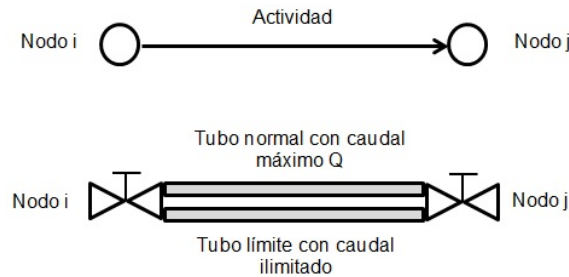 Actividad
Nodo i
Nodo j
Tubo normal con caudal
máximo Q
Nodo i
Nodo j
Tubo límite con caudal
ilimitado